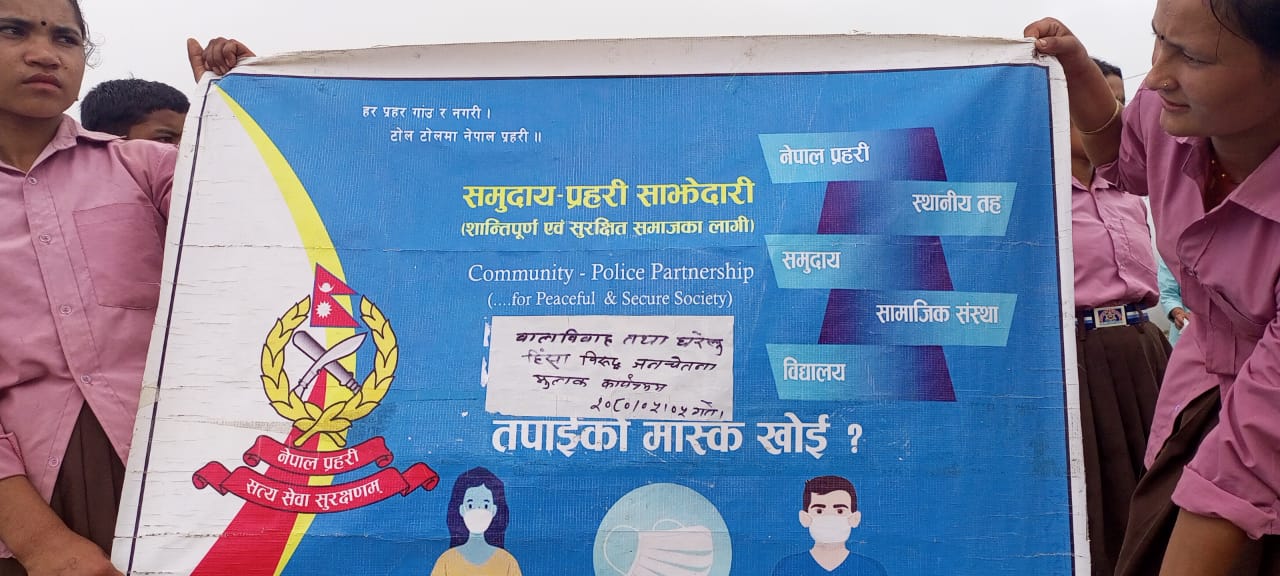 हर प्रहर गाउं र नगरी ।
टोल टोलमा नेपाल प्रहरी ॥
समुदाय-प्रहरी साझेदारी
(शान्तिपूर्ण एवं सुरक्षित समाजका लागी)
Community - Police Partnership
(....for Peaceful & Secure Society)
नेपाल प्रहरी
स्थानीय तह
समुदाय
सामाजिक संस्था
विद्यालय
बालविवाह तथा घरेलु
हिंसा विरुद्ध जनचेतना
मुलक कार्यक्रम
२०८०।०२।०५ गते।
तपाईको मास्क खोई ?
नेपाल प्रहरी
सत्य सेवा सुरक्षणम्